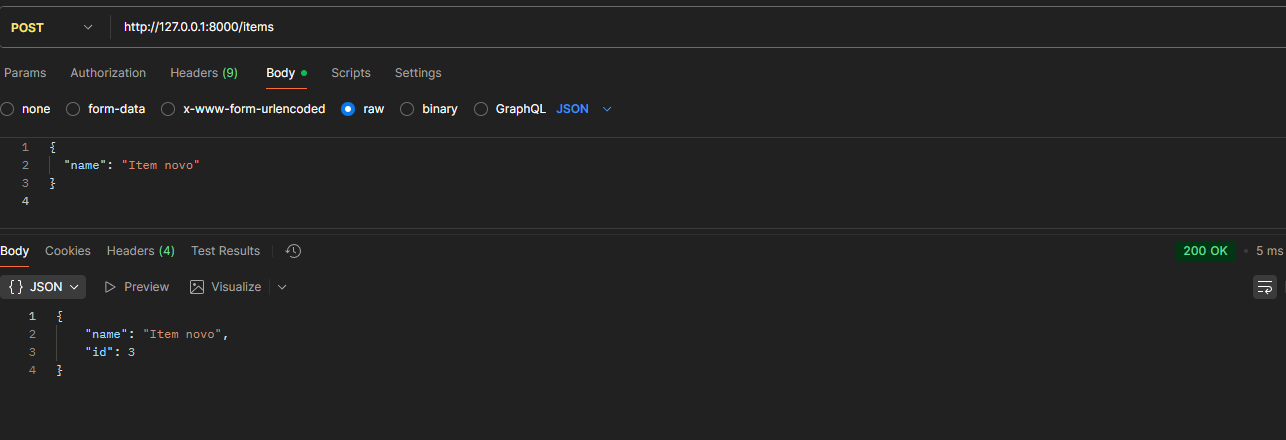 POST http://127.0.0.1:8000/items
Params Authorization Headers (9) Body Scripts Settings
none form-data x-www-form-urlencoded raw binary GraphQL JSON
1 {
2 "name": "Item novo"
3 }
4
Body Cookies Headers (4) Test Results 200 OK • 5 ms
{} JSON Preview Visualize
1 {
2 "name": "Item novo",
3 "id": 3
4 }